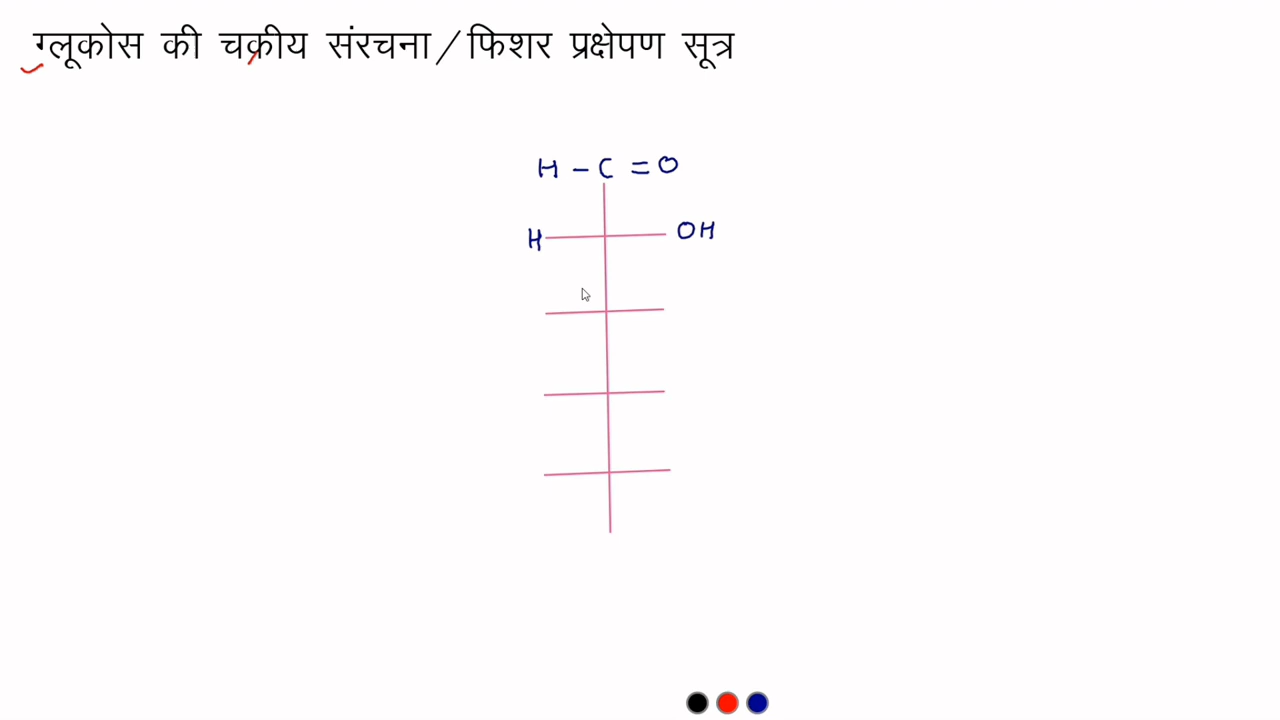 ग्लूकोस की चक्रीय संरचना/फिशर प्रक्षेपण सूत्र
H - C = O
H OH